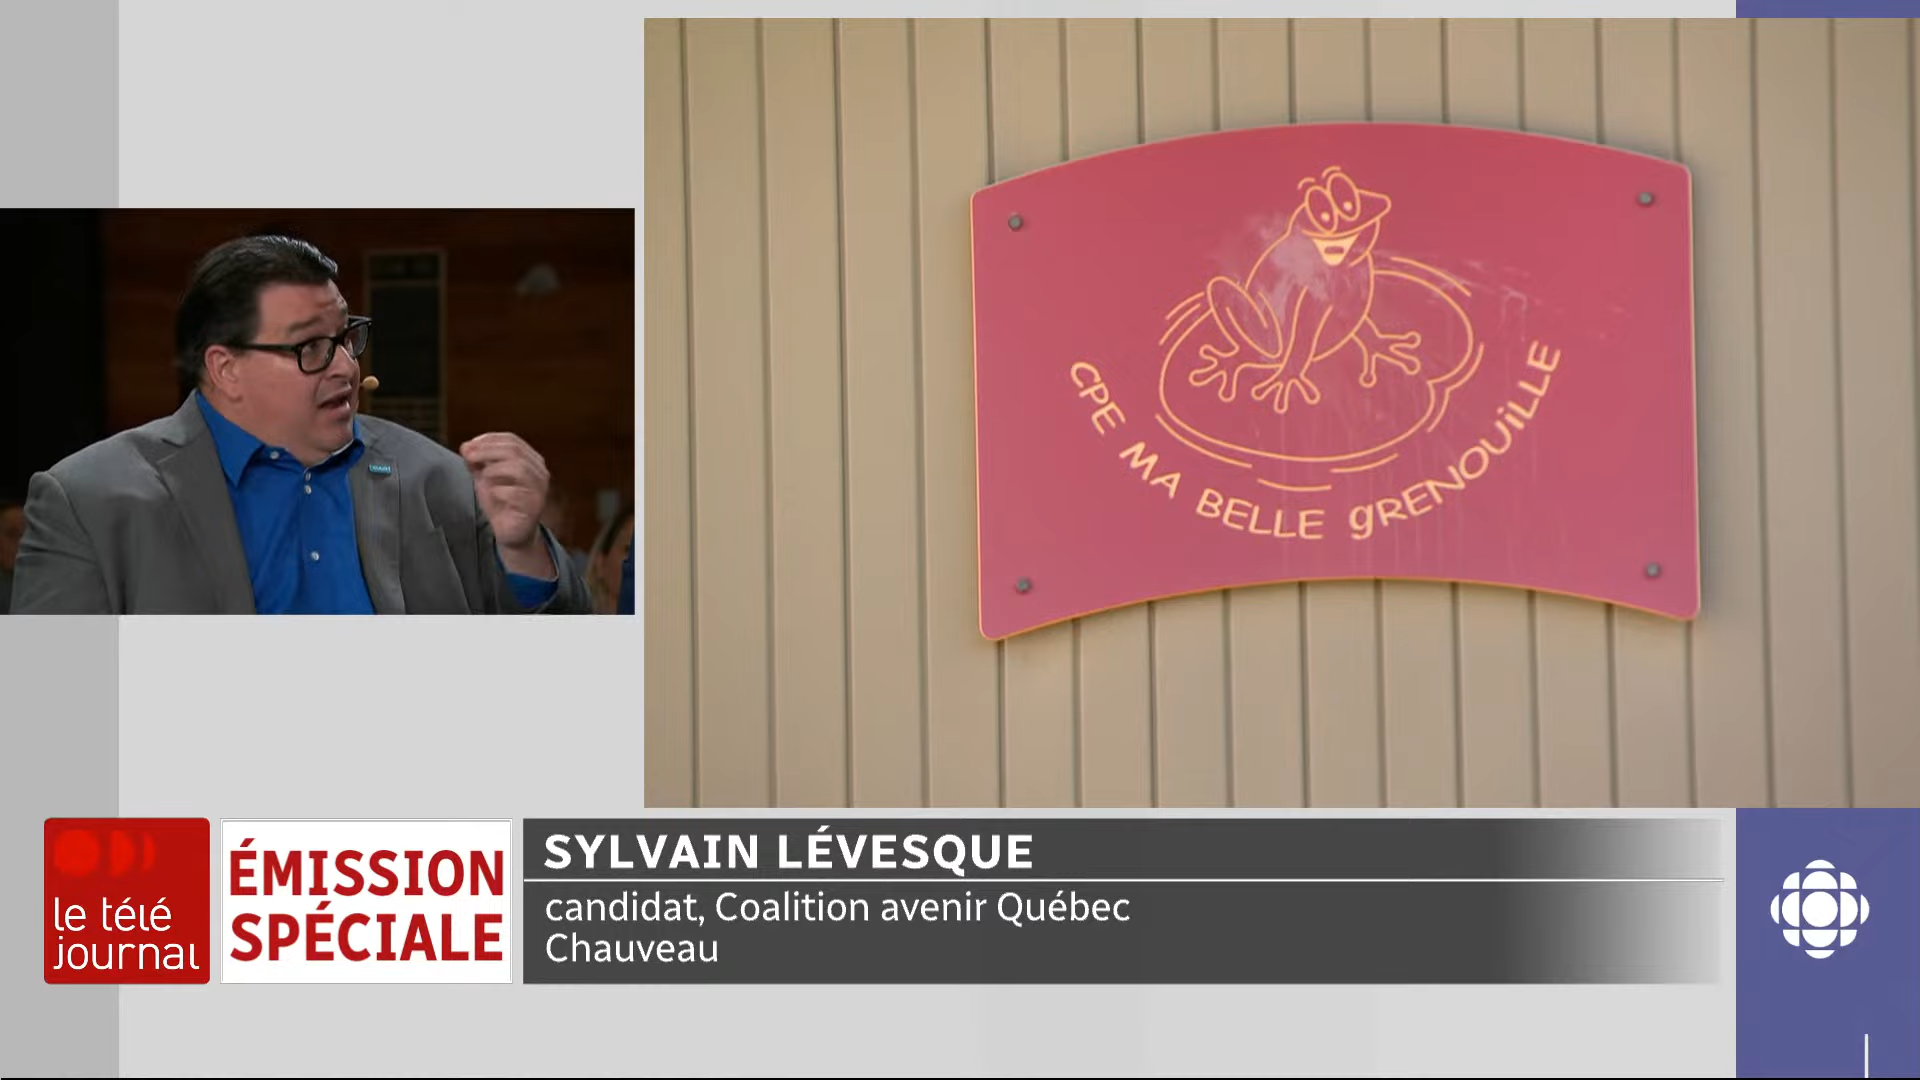 CPE MA BELLE gRENOUiLLE
le télé
journal
ÉMISSION
SPÉCIALE
SYLVAIN LÉVESQUE
candidat, Coalition avenir Québec
Chauveau